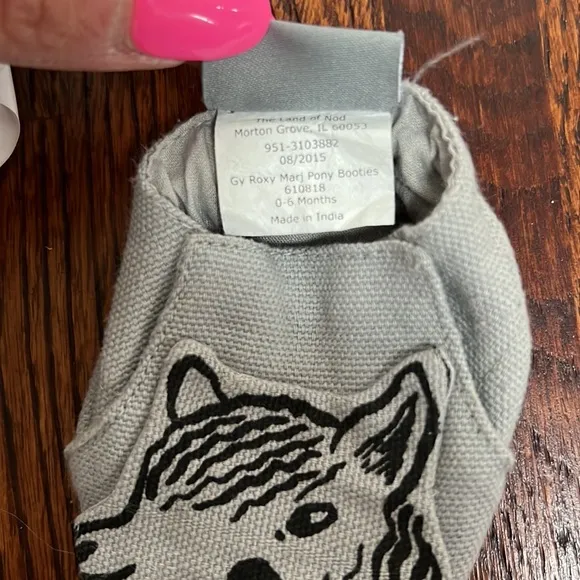 The Land of Nod
Morton Grove, IL 60053
951-3103882
08/2015
Gy Roxy Marj Pony Booties
610818
0-6 Months
Made in India